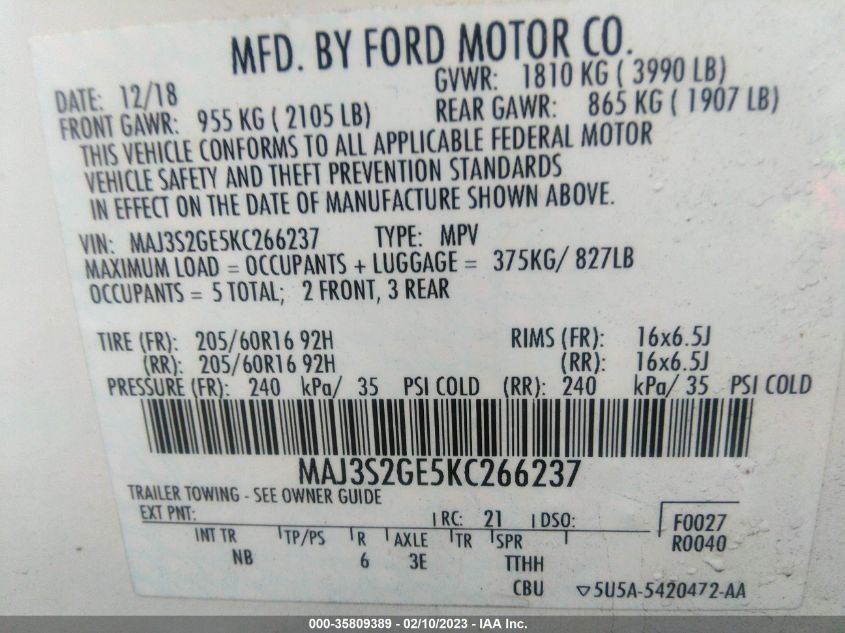 MFD. BY FORD MOTOR CO.
DATE: 12/18 GVWR: 1810 KG ( 3990 LB)
FRONT GAWR: 955 KG ( 2105 LB) REAR GAWR: 865 KG ( 1907 LB)
THIS VEHICLE CONFORMS TO ALL APPLICABLE FEDERAL MOTOR
VEHICLE SAFETY AND THEFT PREVENTION STANDARDS
IN EFFECT ON THE DATE OF MANUFACTURE SHOWN ABOVE.
VIN: MAJ3S2GE5KC266237 TYPE: MPV
MAXIMUM LOAD = OCCUPANTS + LUGGAGE = 375KG/ 827LB
OCCUPANTS = 5 TOTAL; 2 FRONT, 3 REAR
TIRE (FR): 205/60R16 92H RIMS (FR): 16x6.5J
(RR): 205/60R16 92H (RR): 16x6.5J
PRESSURE (FR): 240 kPa/ 35 PSI COLD (RR): 240 kPa/ 35 PSI COLD
MAJ3S2GE5KC266237
TRAILER TOWING - SEE OWNER GUIDE
EXT PNT: RC: 21 DSO: F0027
INT TR TP/PS R AXLE TR SPR R0040
NB 6 3E TTHH
CBU ▽5U5A-5420472-AA
000-35809389 - 02/10/2023 - IAA Inc.